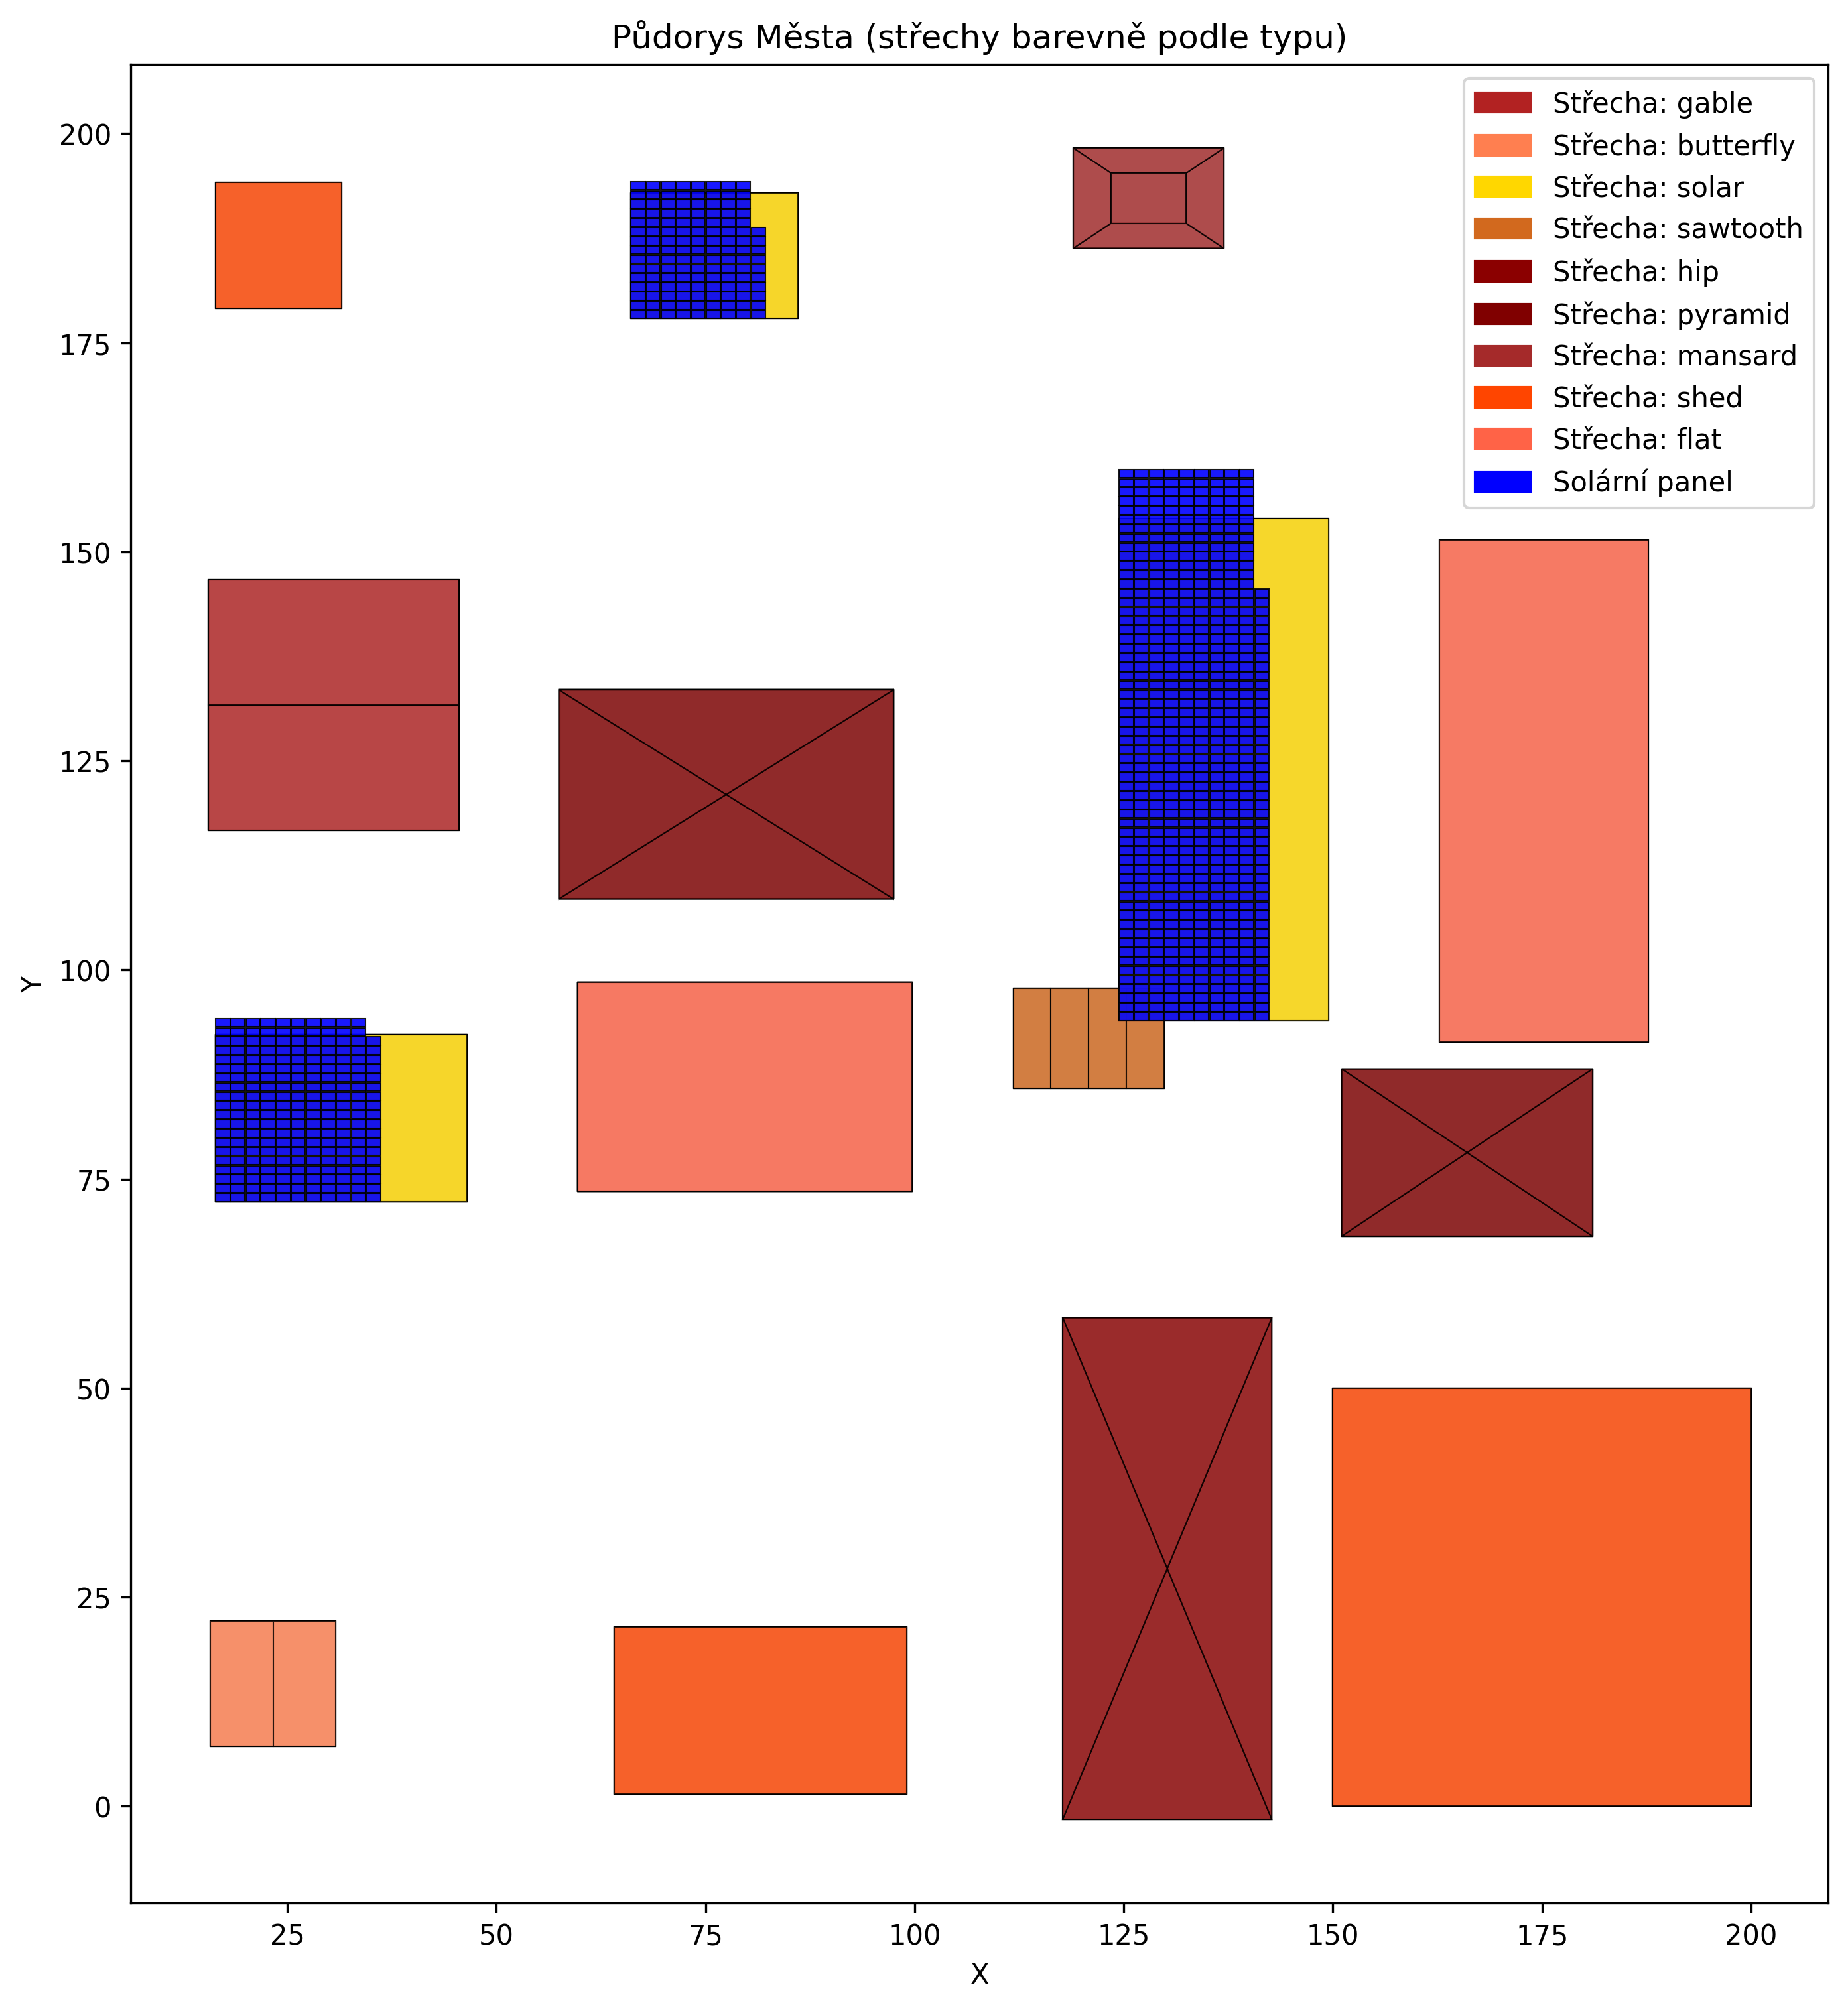 Půdorys Města (střechy barevně podle typu)
Střecha: gable
Střecha: butterfly
Střecha: solar
Střecha: sawtooth
Střecha: hip
Střecha: pyramid
Střecha: mansard
Střecha: shed
Střecha: flat
Solární panel
200
175
150
125
100
75
50
25
0
Y
25 50 75 100 125 150 175 200
X